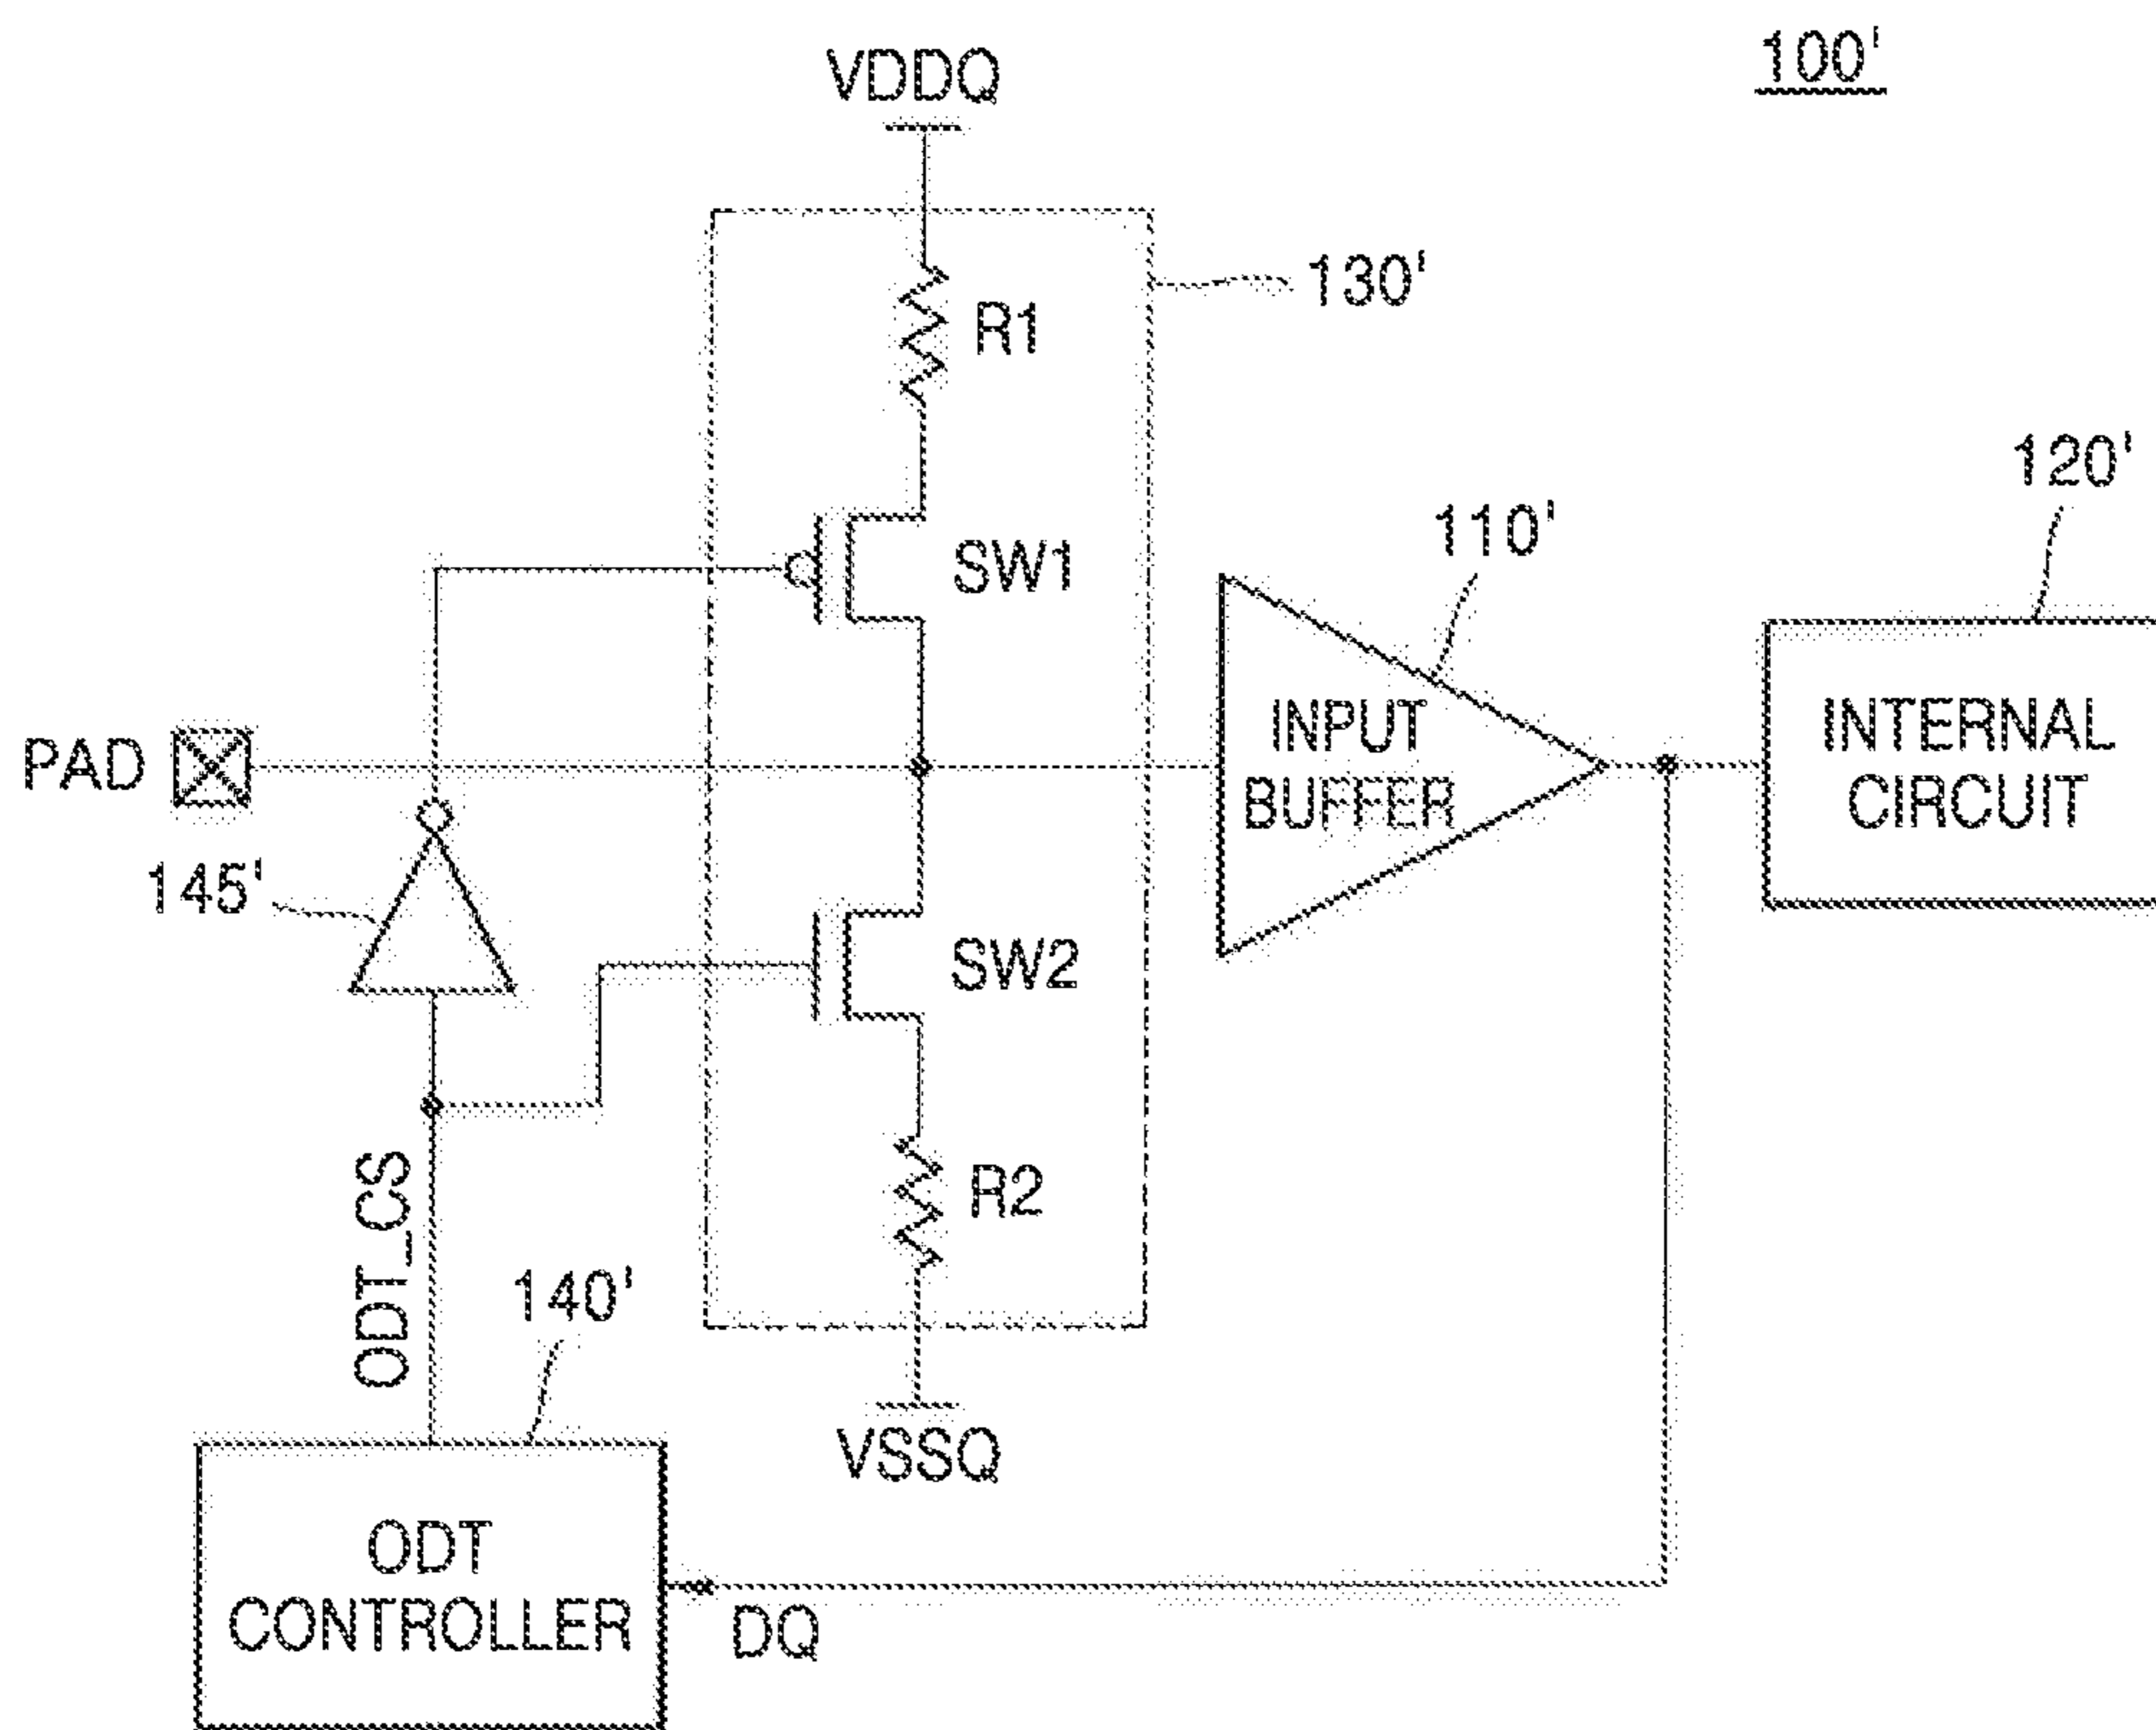 100'
VDDQ
130'
R1
120'
110'
SW1
INPUT
BUFFER
INTERNAL
CIRCUIT
PAD
145'
SW2
ODT_CS
R2
140'
VSSQ
ODT
CONTROLLER
DQ